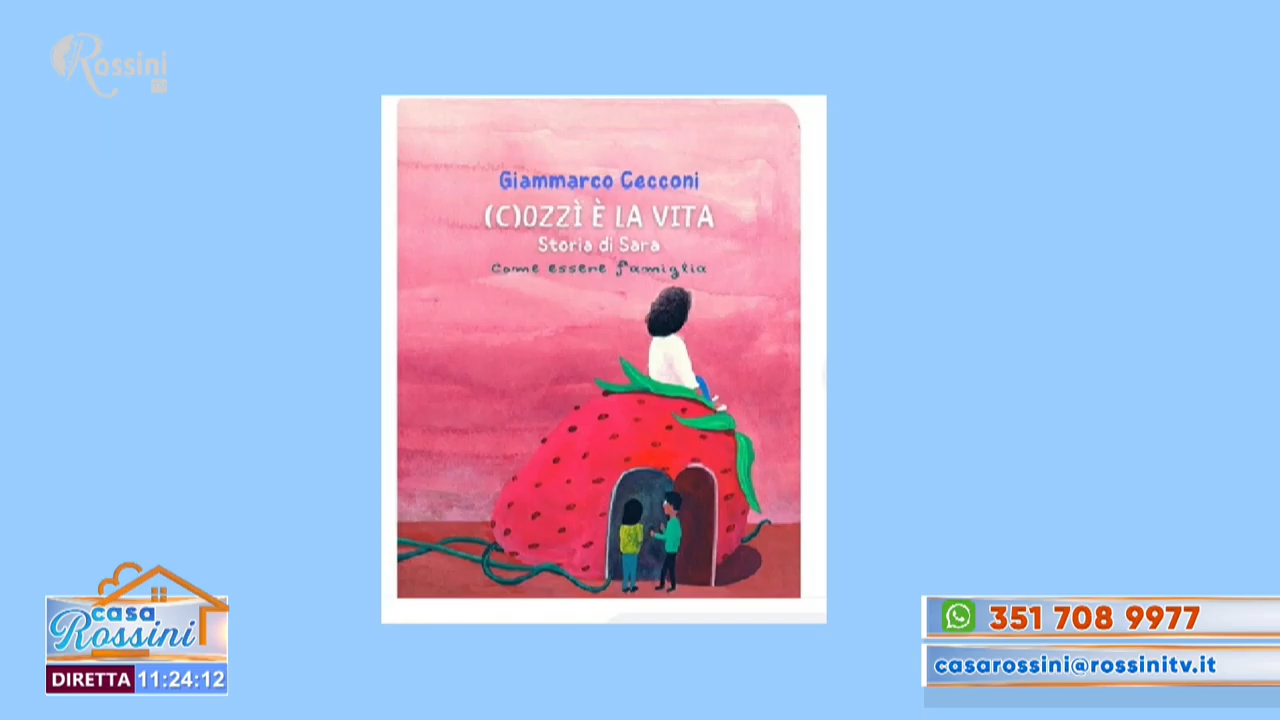 Rossini
TV
Giammarco Cecconi
(C)OZZÌ È LA VITA
Storia di Sara
Come essere famiglia
casa
Rossini
DIRETTA 11:24:12
351 708 9977
casarossini@rossinitv.it